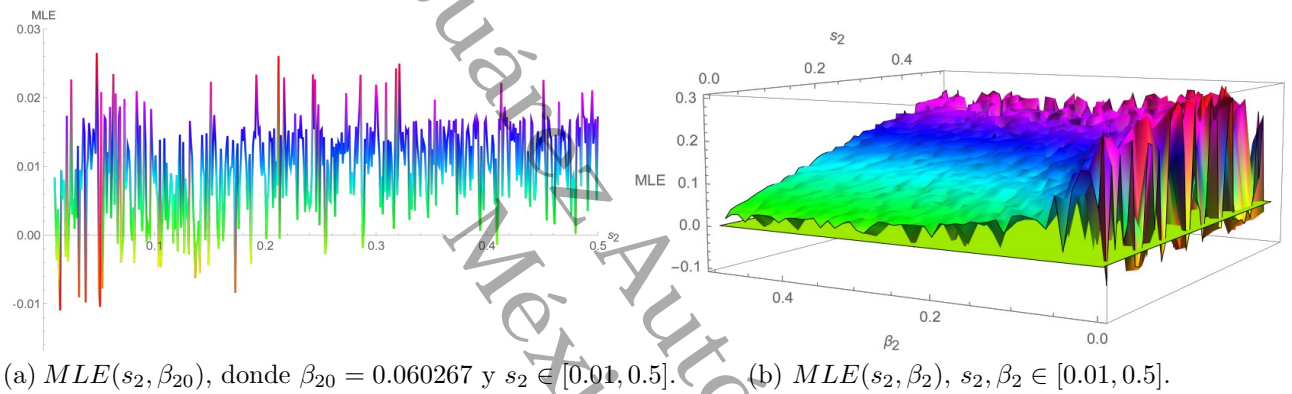 MLE
0.03
0.02
0.01
0.00
-0.01
0.1
0.2
0.3
0.4
0.5
s₂
s₂
0.0
0.2
0.4
0.3
0.2
0.1
0.0
-0.1
MLE
0.4
0.2
0.0
β₂
uárez Autó
Méxi
(a) MLE(s₂, β₂₀), donde β₂₀ = 0.060267 y s₂ ∈ [0.01, 0.5].
(b) MLE(s₂, β₂), s₂, β₂ ∈ [0.01, 0.5].